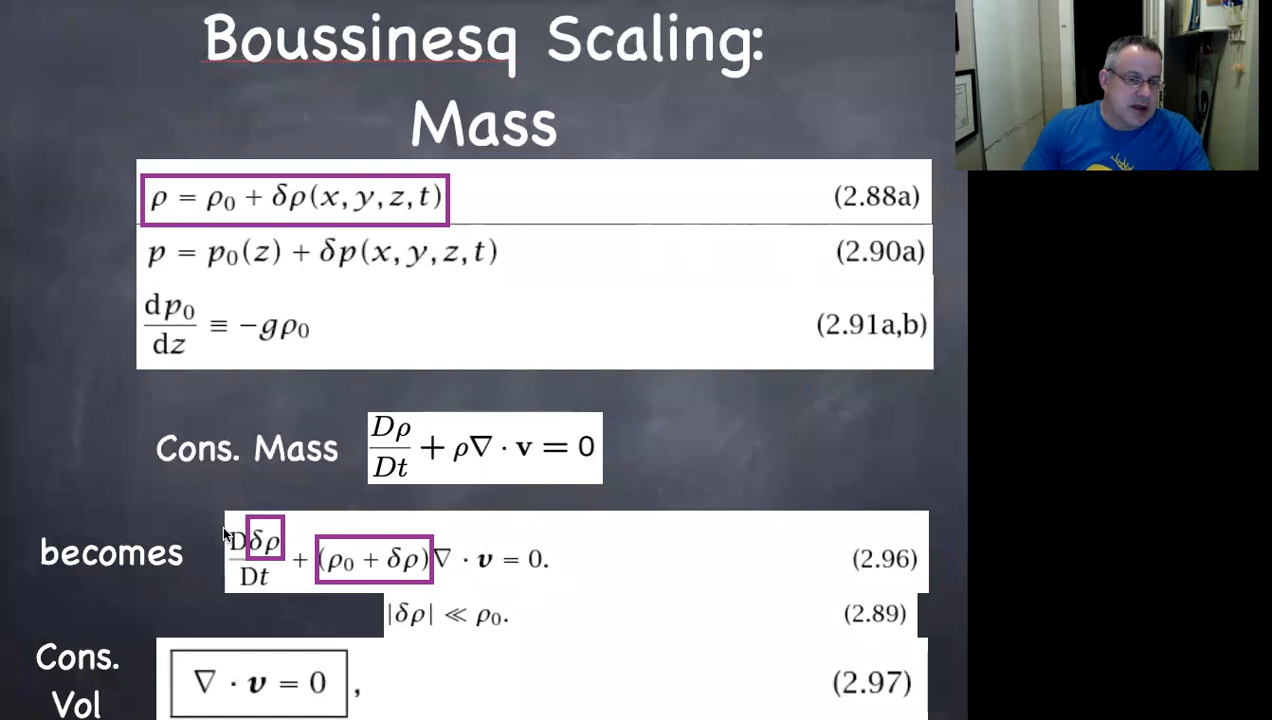 Boussinesq Scaling:
Mass
ρ = ρ₀ + δρ(x, y, z, t) (2.88a)
p = p₀(z) + δp(x, y, z, t) (2.90a)
dp₀/dz ≡ −gρ₀ (2.91a,b)
Cons. Mass Dρ/Dt + ρ∇ · v = 0
becomes Dδρ/Dt + (ρ₀ + δρ)∇ · v = 0. (2.96)
|δρ| ≪ ρ₀. (2.89)
Cons.
Vol ∇ · v = 0 , (2.97)